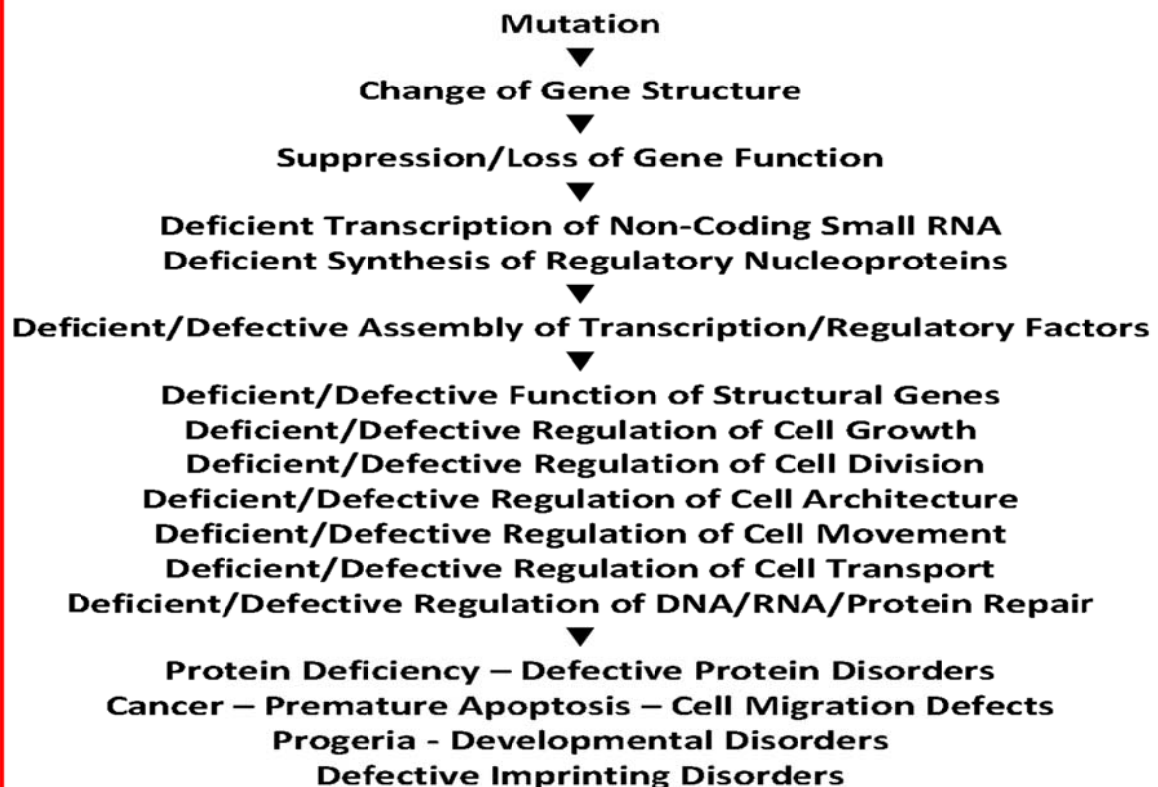 Mutation
Change of Gene Structure
Suppression/Loss of Gene Function
Deficient Transcription of Non-Coding Small RNA
Deficient Synthesis of Regulatory Nucleoproteins
Deficient/Defective Assembly of Transcription/Regulatory Factors
Deficient/Defective Function of Structural Genes
Deficient/Defective Regulation of Cell Growth
Deficient/Defective Regulation of Cell Division
Deficient/Defective Regulation of Cell Architecture
Deficient/Defective Regulation of Cell Movement
Deficient/Defective Regulation of Cell Transport
Deficient/Defective Regulation of DNA/RNA/Protein Repair
Protein Deficiency – Defective Protein Disorders
Cancer – Premature Apoptosis – Cell Migration Defects
Progeria - Developmental Disorders
Defective Imprinting Disorders